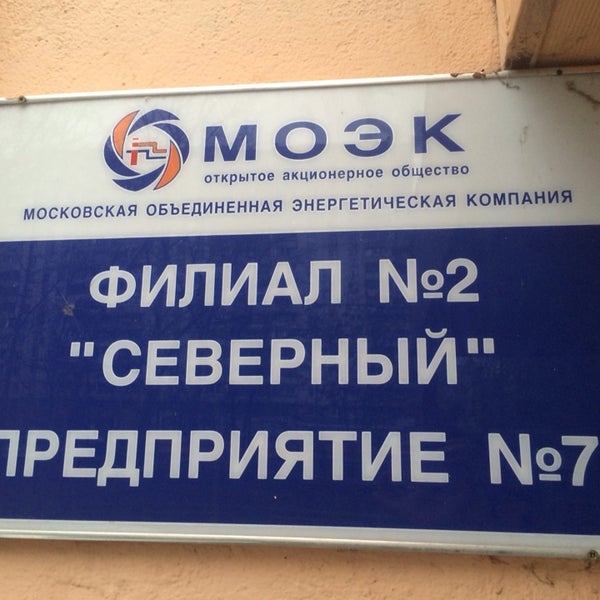 МОЭК
открытое акционерное общество
МОСКОВСКАЯ ОБЪЕДИНЕННАЯ ЭНЕРГЕТИЧЕСКАЯ КОМПАНИЯ
ФИЛИАЛ №2
"СЕВЕРНЫЙ"
ПРЕДПРИЯТИЕ №7